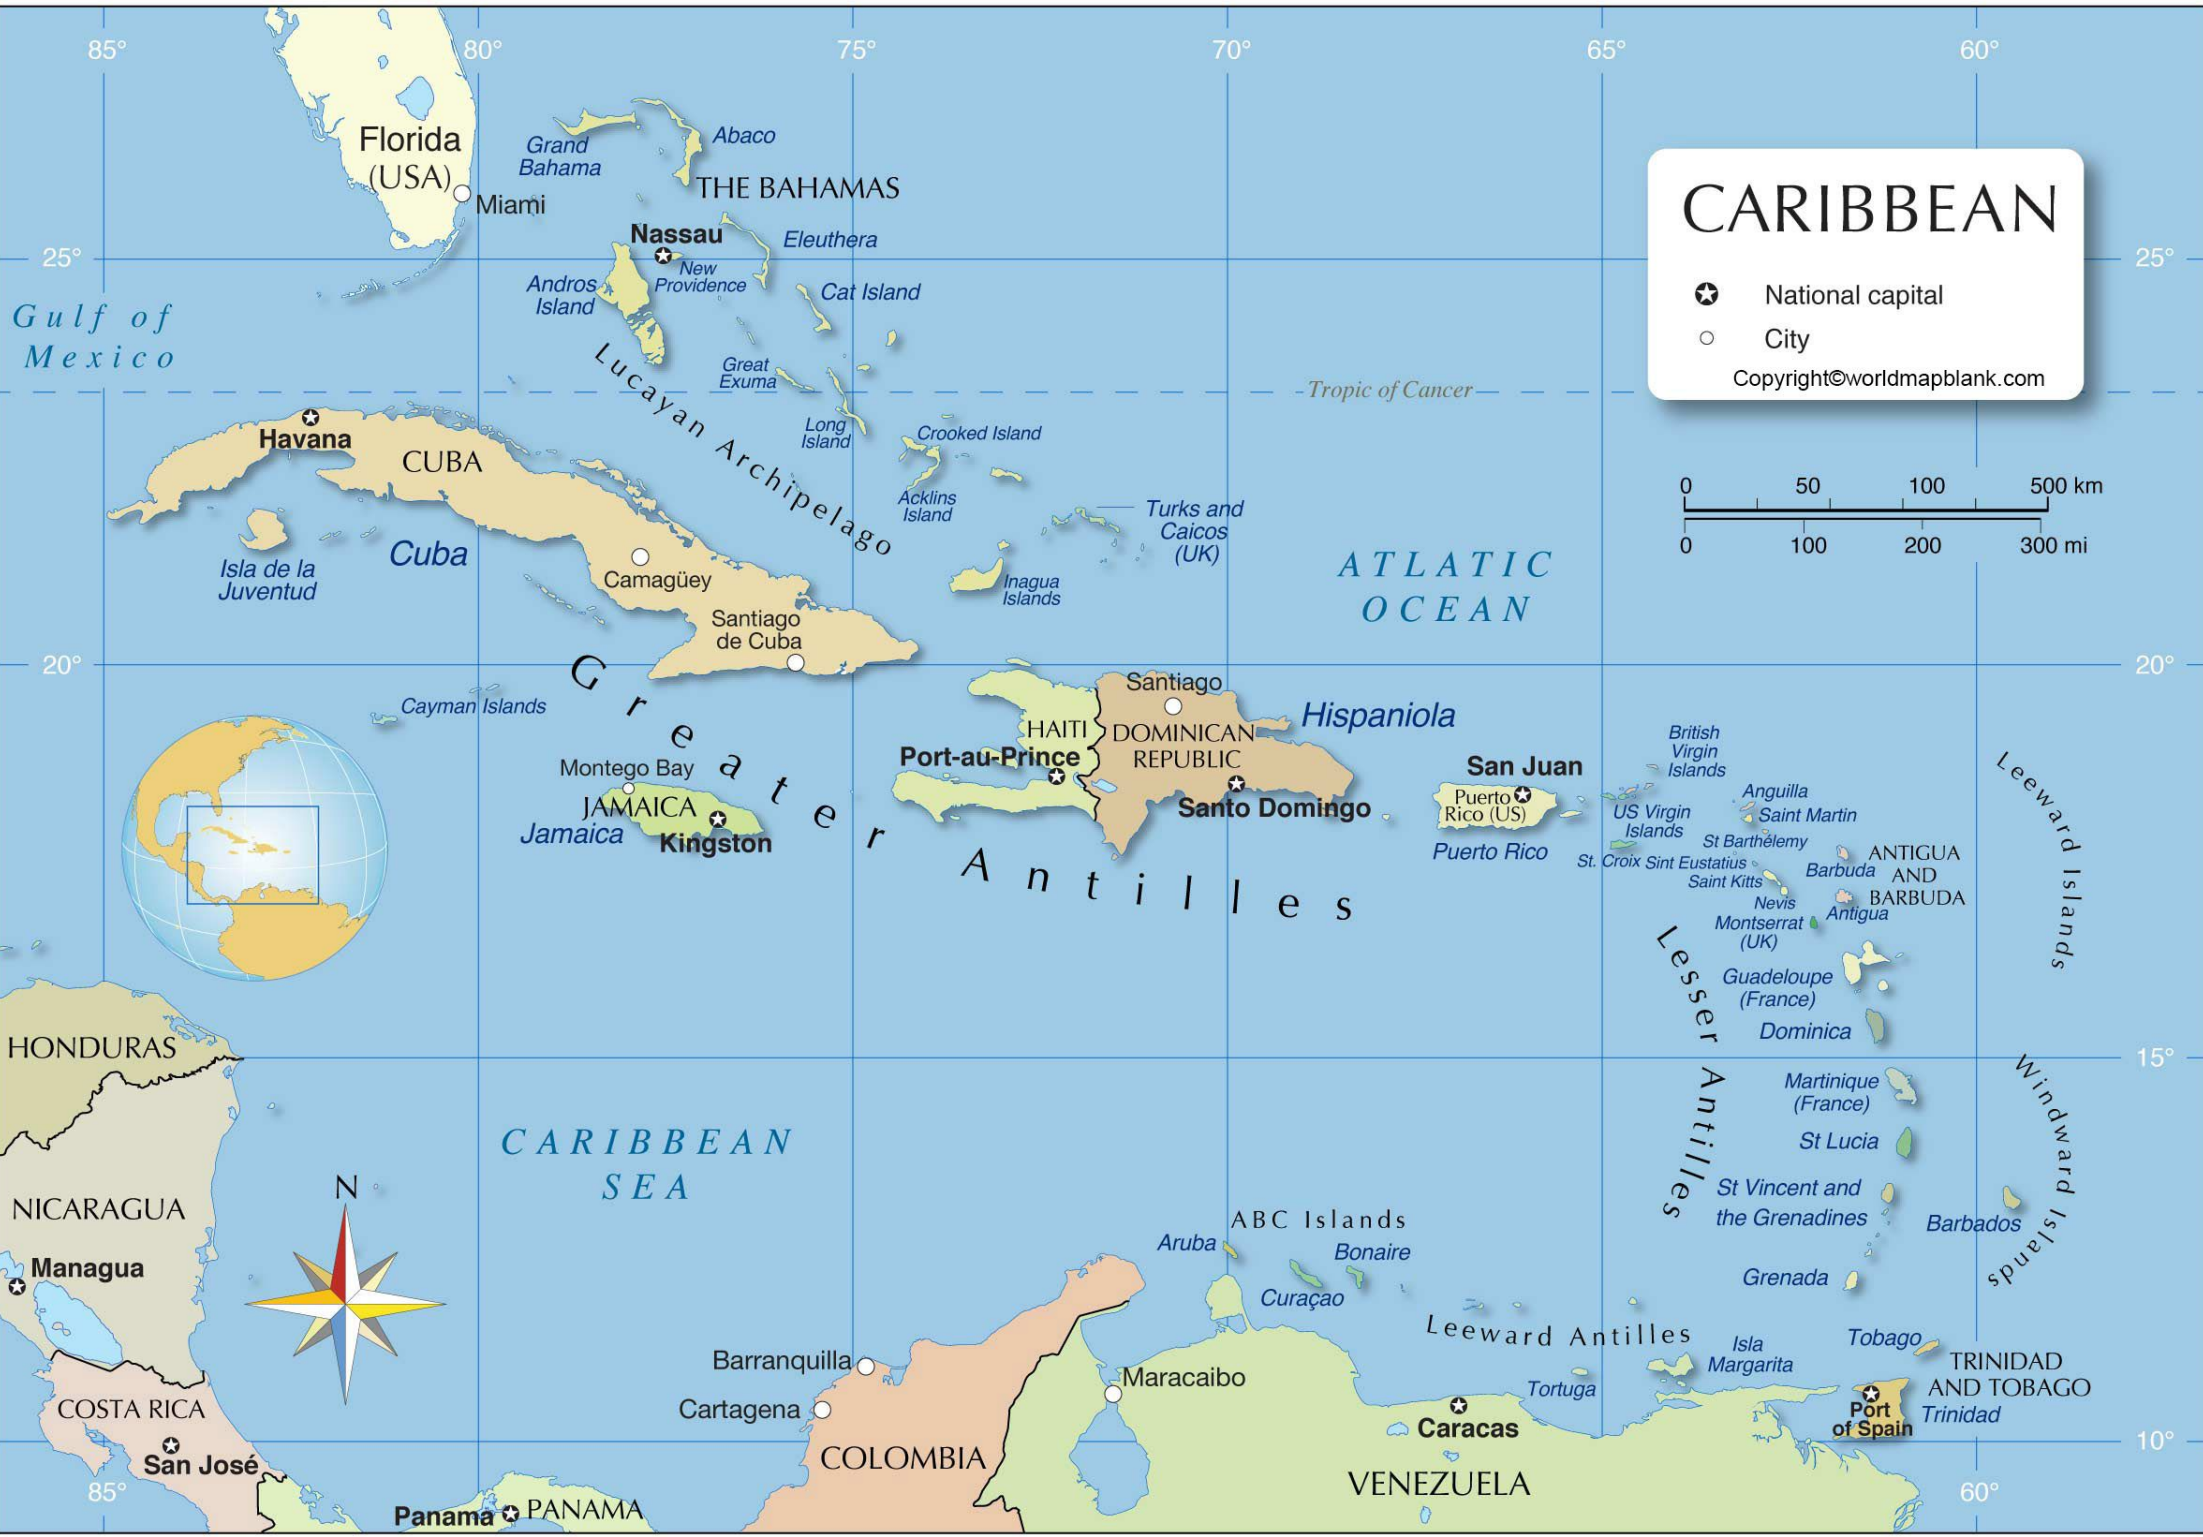 85°
80°
75°
70°
65°
60°
Florida
(USA)
Miami
Grand
Bahama
Abaco
THE BAHAMAS
Nassau
New
Providence
Eleuthera
Andros
Island
Cat Island
CARIBBEAN
National capital
City
Copyright©worldmapblank.com
25°
25°
Gulf of
Mexico
Great
Exuma
Lucayan Archipelago
Tropic of Cancer
Long
Island
Crooked Island
Acklins
Island
Havana
CUBA
Isla de la
Juventud
Cuba
Camagüey
Santiago
de Cuba
Turks and
Caicos
(UK)
Inagua
Islands
0 50 100 500 km
0 100 200 300 mi
ATLATIC
OCEAN
20°
20°
Cayman Islands
Greater Antilles
Montego Bay
JAMAICA
Jamaica
Kingston
HAITI
Port-au-Prince
Santiago
DOMINICAN
REPUBLIC
Santo Domingo
Hispaniola
San Juan
Puerto
Rico (US)
Puerto Rico
British
Virgin
Islands
US Virgin
Islands
St. Croix
Anguilla
Saint Martin
St Barthélemy
Sint Eustatius
Saint Kitts
Nevis
Barbuda
ANTIGUA
AND
BARBUDA
Antigua
Montserrat
(UK)
Guadeloupe
(France)
Dominica
Leeward Islands
Lesser Antilles
15°
Martinique
(France)
St Lucia
St Vincent and
the Grenadines
Barbados
Grenada
Windward Islands
HONDURAS
NICARAGUA
Managua
COSTA RICA
San José
N
CARIBBEAN
SEA
ABC Islands
Aruba
Bonaire
Curaçao
Leeward Antilles
Isla
Margarita
Tortuga
Tobago
TRINIDAD
AND TOBAGO
Trinidad
Port
of Spain
Barranquilla
Cartagena
Maracaibo
Caracas
COLOMBIA
VENEZUELA
Panama
PANAMA
10°
85°
60°